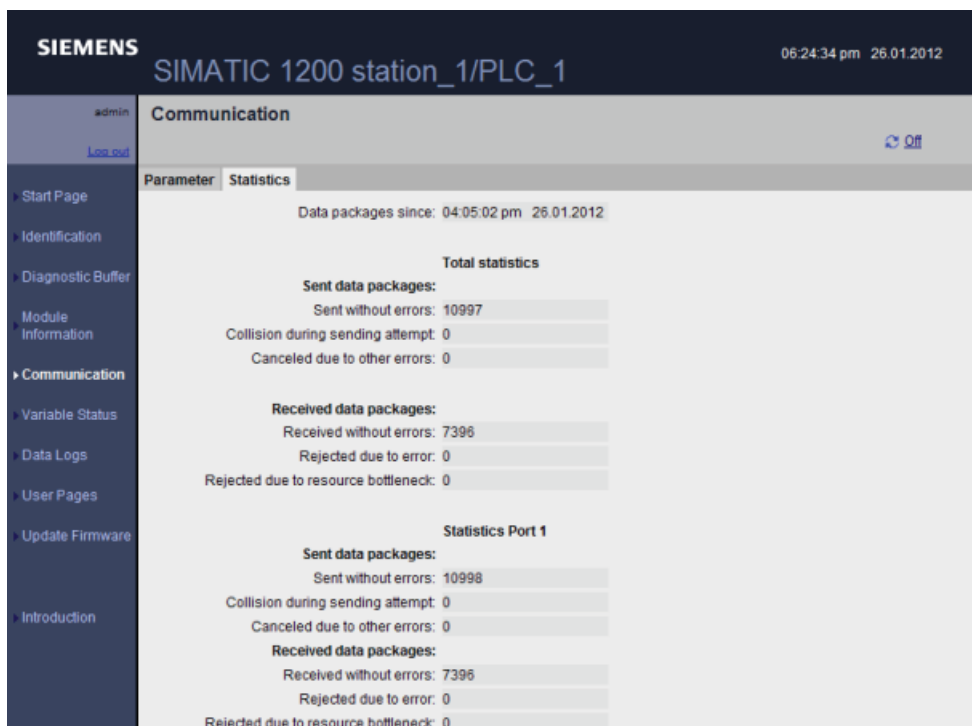 SIEMENS
SIMATIC 1200 station_1/PLC_1
06:24:34 pm 26.01.2012
admin
Log out
Start Page
Identification
Diagnostic Buffer
Module
Information
Communication
Variable Status
Data Logs
User Pages
Update Firmware
Introduction
Communication
Off
Parameter Statistics
Data packages since: 04:05:02 pm 26.01.2012
Total statistics
Sent data packages:
Sent without errors: 10997
Collision during sending attempt: 0
Canceled due to other errors: 0
Received data packages:
Received without errors: 7396
Rejected due to error: 0
Rejected due to resource bottleneck: 0
Statistics Port 1
Sent data packages:
Sent without errors: 10998
Collision during sending attempt: 0
Canceled due to other errors: 0
Received data packages:
Received without errors: 7396
Rejected due to error: 0
Rejected due to resource bottleneck: 0